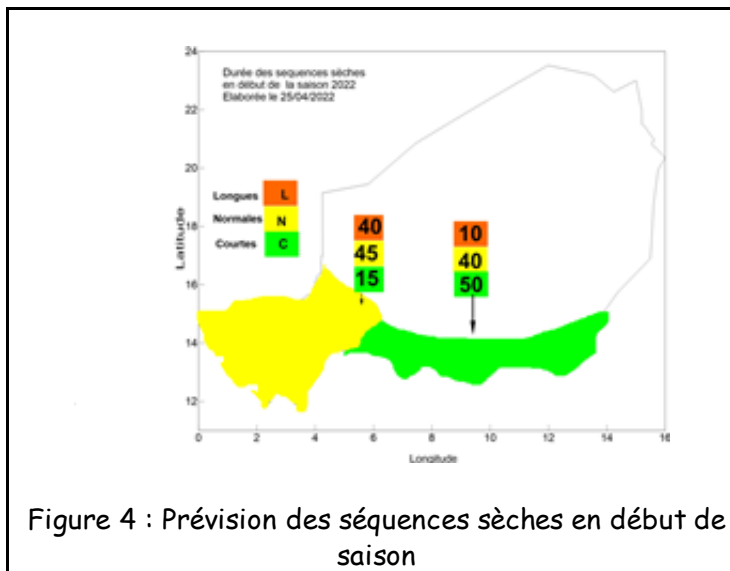 24
22
20
18
16
14
12
Latitude
Durée des sequences sèches
en début de la saison 2022
Elaborée le 25/04/2022
Longues L
Normales N
Courtes C
40
45
15
10
40
50
0 2 4 6 8 10 12 14 16
Longitude
Figure 4 : Prévision des séquences sèches en début de
saison